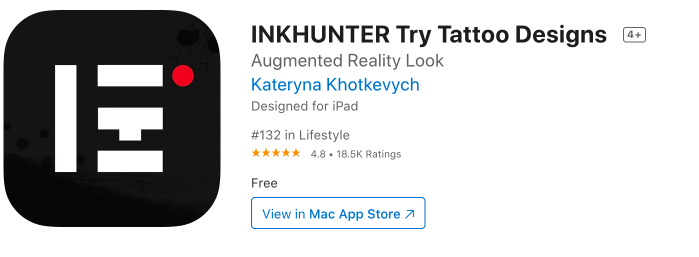 INKHUNTER Try Tattoo Designs 4+
Augmented Reality Look
Kateryna Khotkevych
Designed for iPad
#132 in Lifestyle
★★★★★ 4.8 • 18.5K Ratings
Free
View in Mac App Store ↗